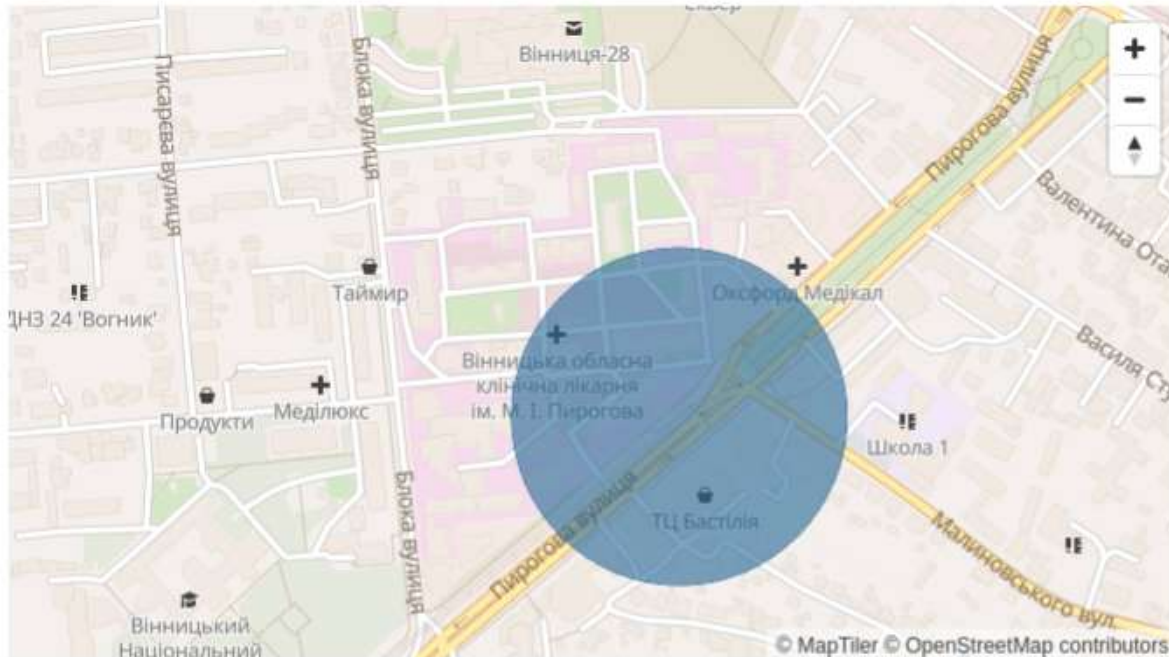 сквер
Вінниця-28
Писарєва вулиця
Блока вулиця
Пирогова вулиця
Валентина Ота
Таймир
Оксфорд Медікал
ДНЗ 24 'Вогник'
Василя Сту
Вінницька обласна
клінічна лікарня
ім. М. І. Пирогова
Меділюкс
Продукти
Школа 1
Блока вулиця
Пирогова вулиця
ТЦ Бастілія
Малиновського вул.
Вінницький
Національний
© MapTiler © OpenStreetMap contributors